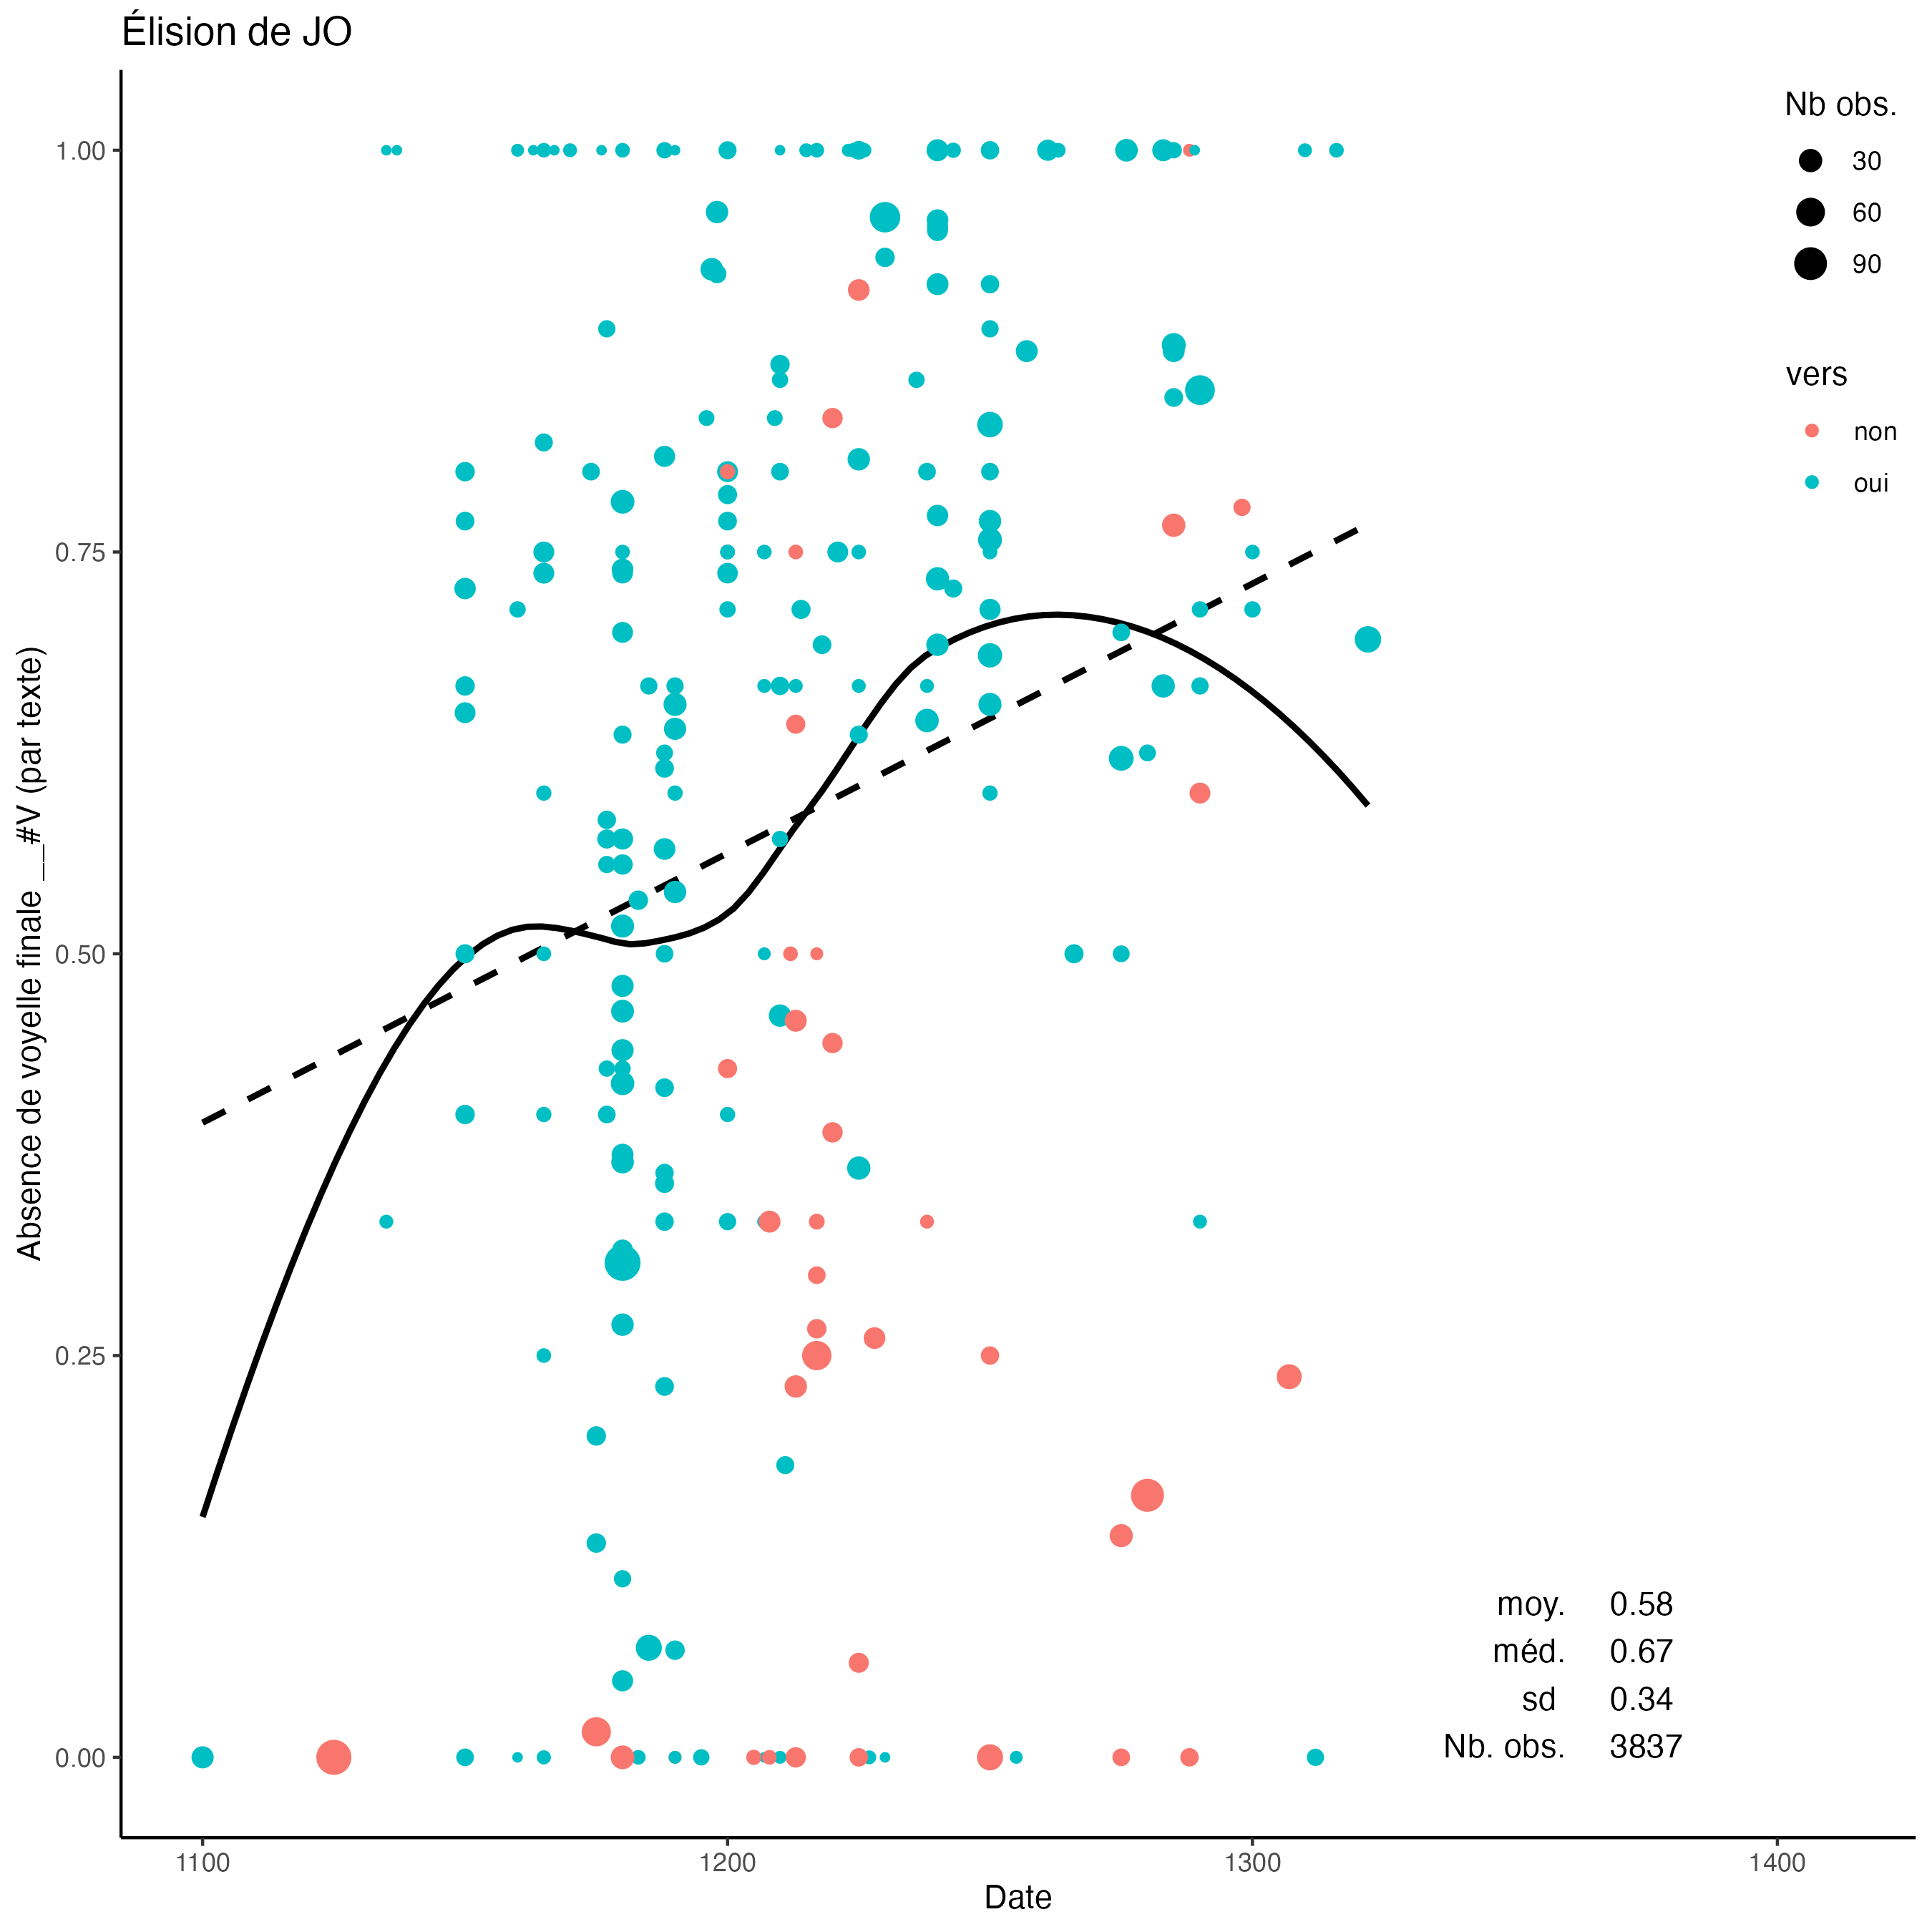 Élision de JO
Absence de voyelle finale __#V (par texte)
1.00
0.75
0.50
0.25
0.00
1100
1200
1300
1400
Date
Nb obs.
30
60
90
vers
non
oui
moy. 0.58
méd. 0.67
sd 0.34
Nb. obs. 3837